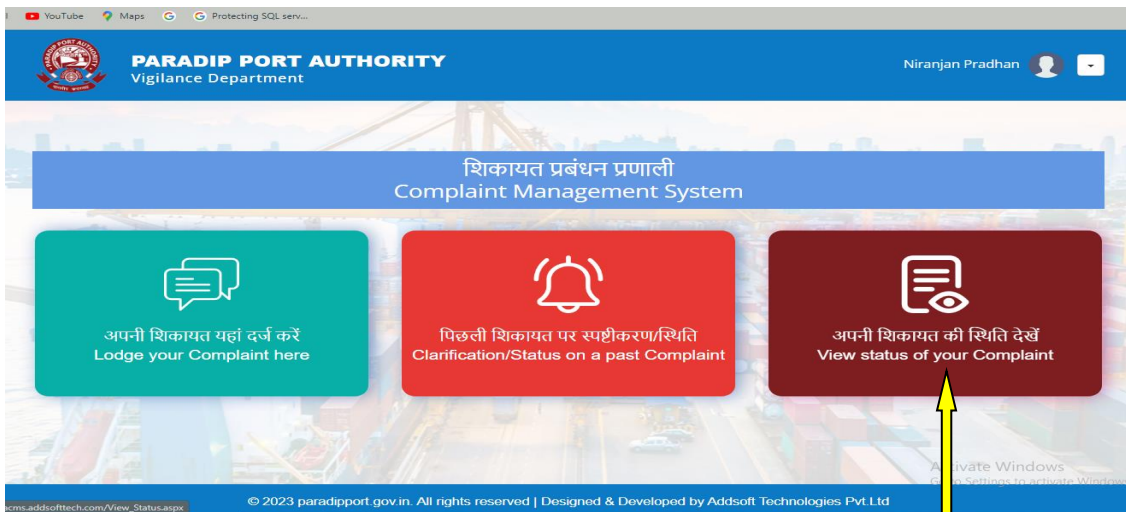 YouTube Maps Protecting SQL serv...
PARADIP PORT AUTHORITY
Vigilance Department
Niranjan Pradhan
शिकायत प्रबंधन प्रणाली
Complaint Management System
अपनी शिकायत यहां दर्ज करें
Lodge your Complaint here
पिछली शिकायत पर स्पष्टीकरण/स्थिति
Clarification/Status on a past Complaint
अपनी शिकायत की स्थिति देखें
View status of your Complaint
Windows
Settings to activate Windows
© 2023 paradipport.gov.in. All rights reserved | Designed & Developed by Addsoft Technologies Pvt.Ltd
cms.addsofttech.com/View_Status.aspx